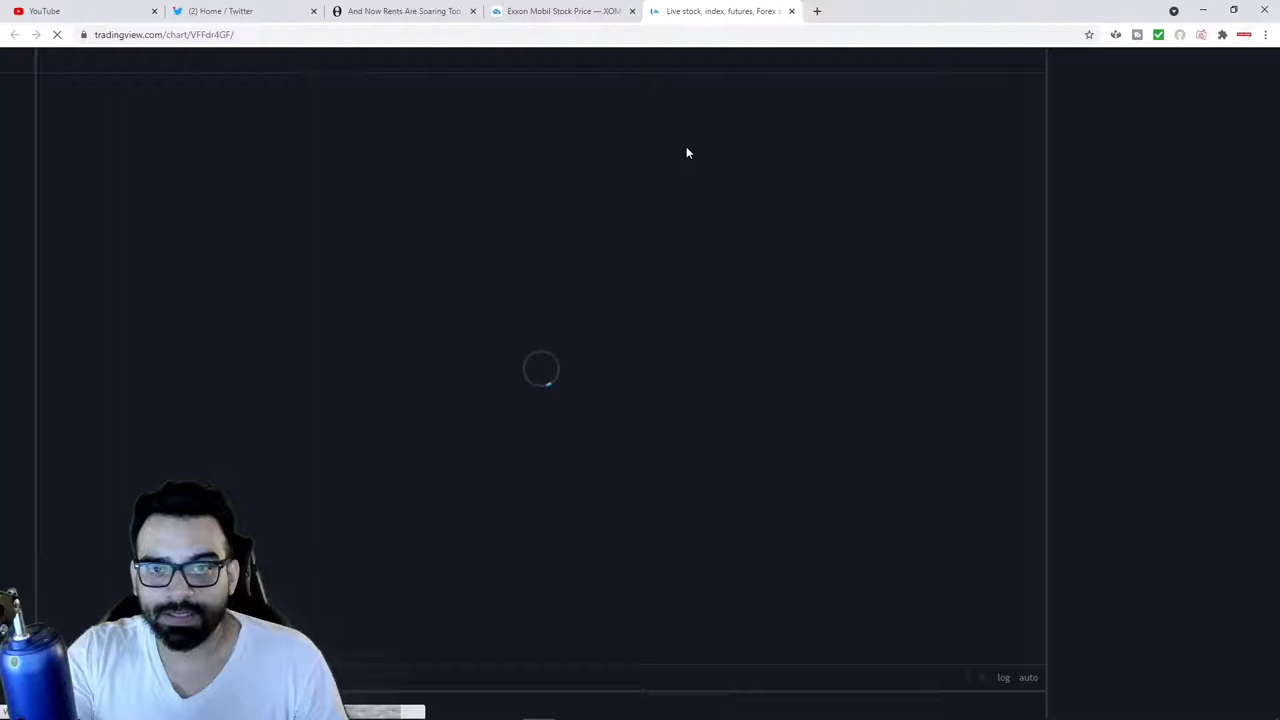 YouTube
(2) Home / Twitter
And Now Rents Are Soaring Too
Exxon Mobil Stock Price — XOM
Live stock, index, futures, Forex
tradingview.com/chart/VFFdr4GF/
log auto